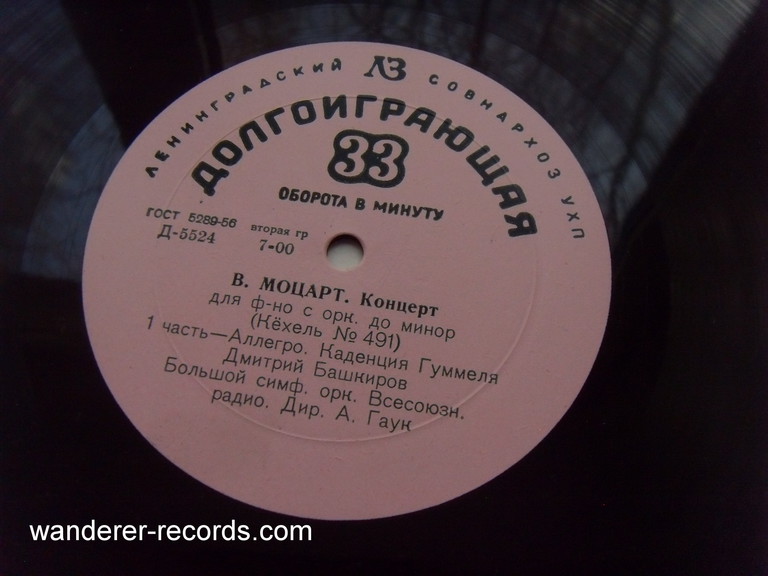 ЛЕНИНГРАДСКИЙ ЛЗ СОВНАРХОЗ УХП
ДОЛГОИГРАЮЩАЯ
33
ОБОРОТА В МИНУТУ
ГОСТ 5289-56 вторая гр
Д-5524 7-00
В. МОЦАРТ. Концерт
для ф-но с орк. до минор
(Кёхель № 491)
1 часть—Аллегро. Каденция Гуммеля
Дмитрий Башкиров
Большой симф. орк. Всесоюзн.
радио. Дир. А. Гаук
wanderer-records.com